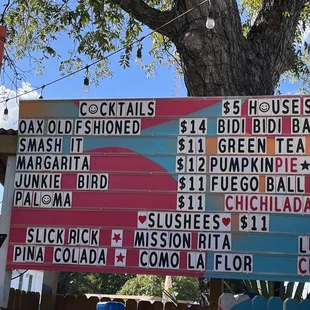 COCKTAILS
OAX OLD FSHIONED $14
SMASH IT $11
MARGARITA $12
JUNKIE BIRD $11
PALOMA $11
$5 HOUSE
BIDI BIDI BA
GREEN TEA
PUMPKIN PIE
FUEGO BALL
CHICHILADA
SLUSHEES $11
SLICK RICK MISSION RITA
PINA COLADA COMO LA FLOR